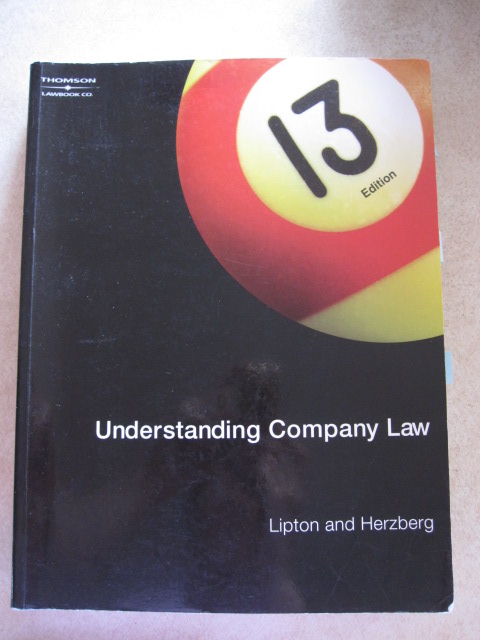 THOMSON
LAWBOOK CO.
13
Edition
Understanding Company Law
Lipton and Herzberg